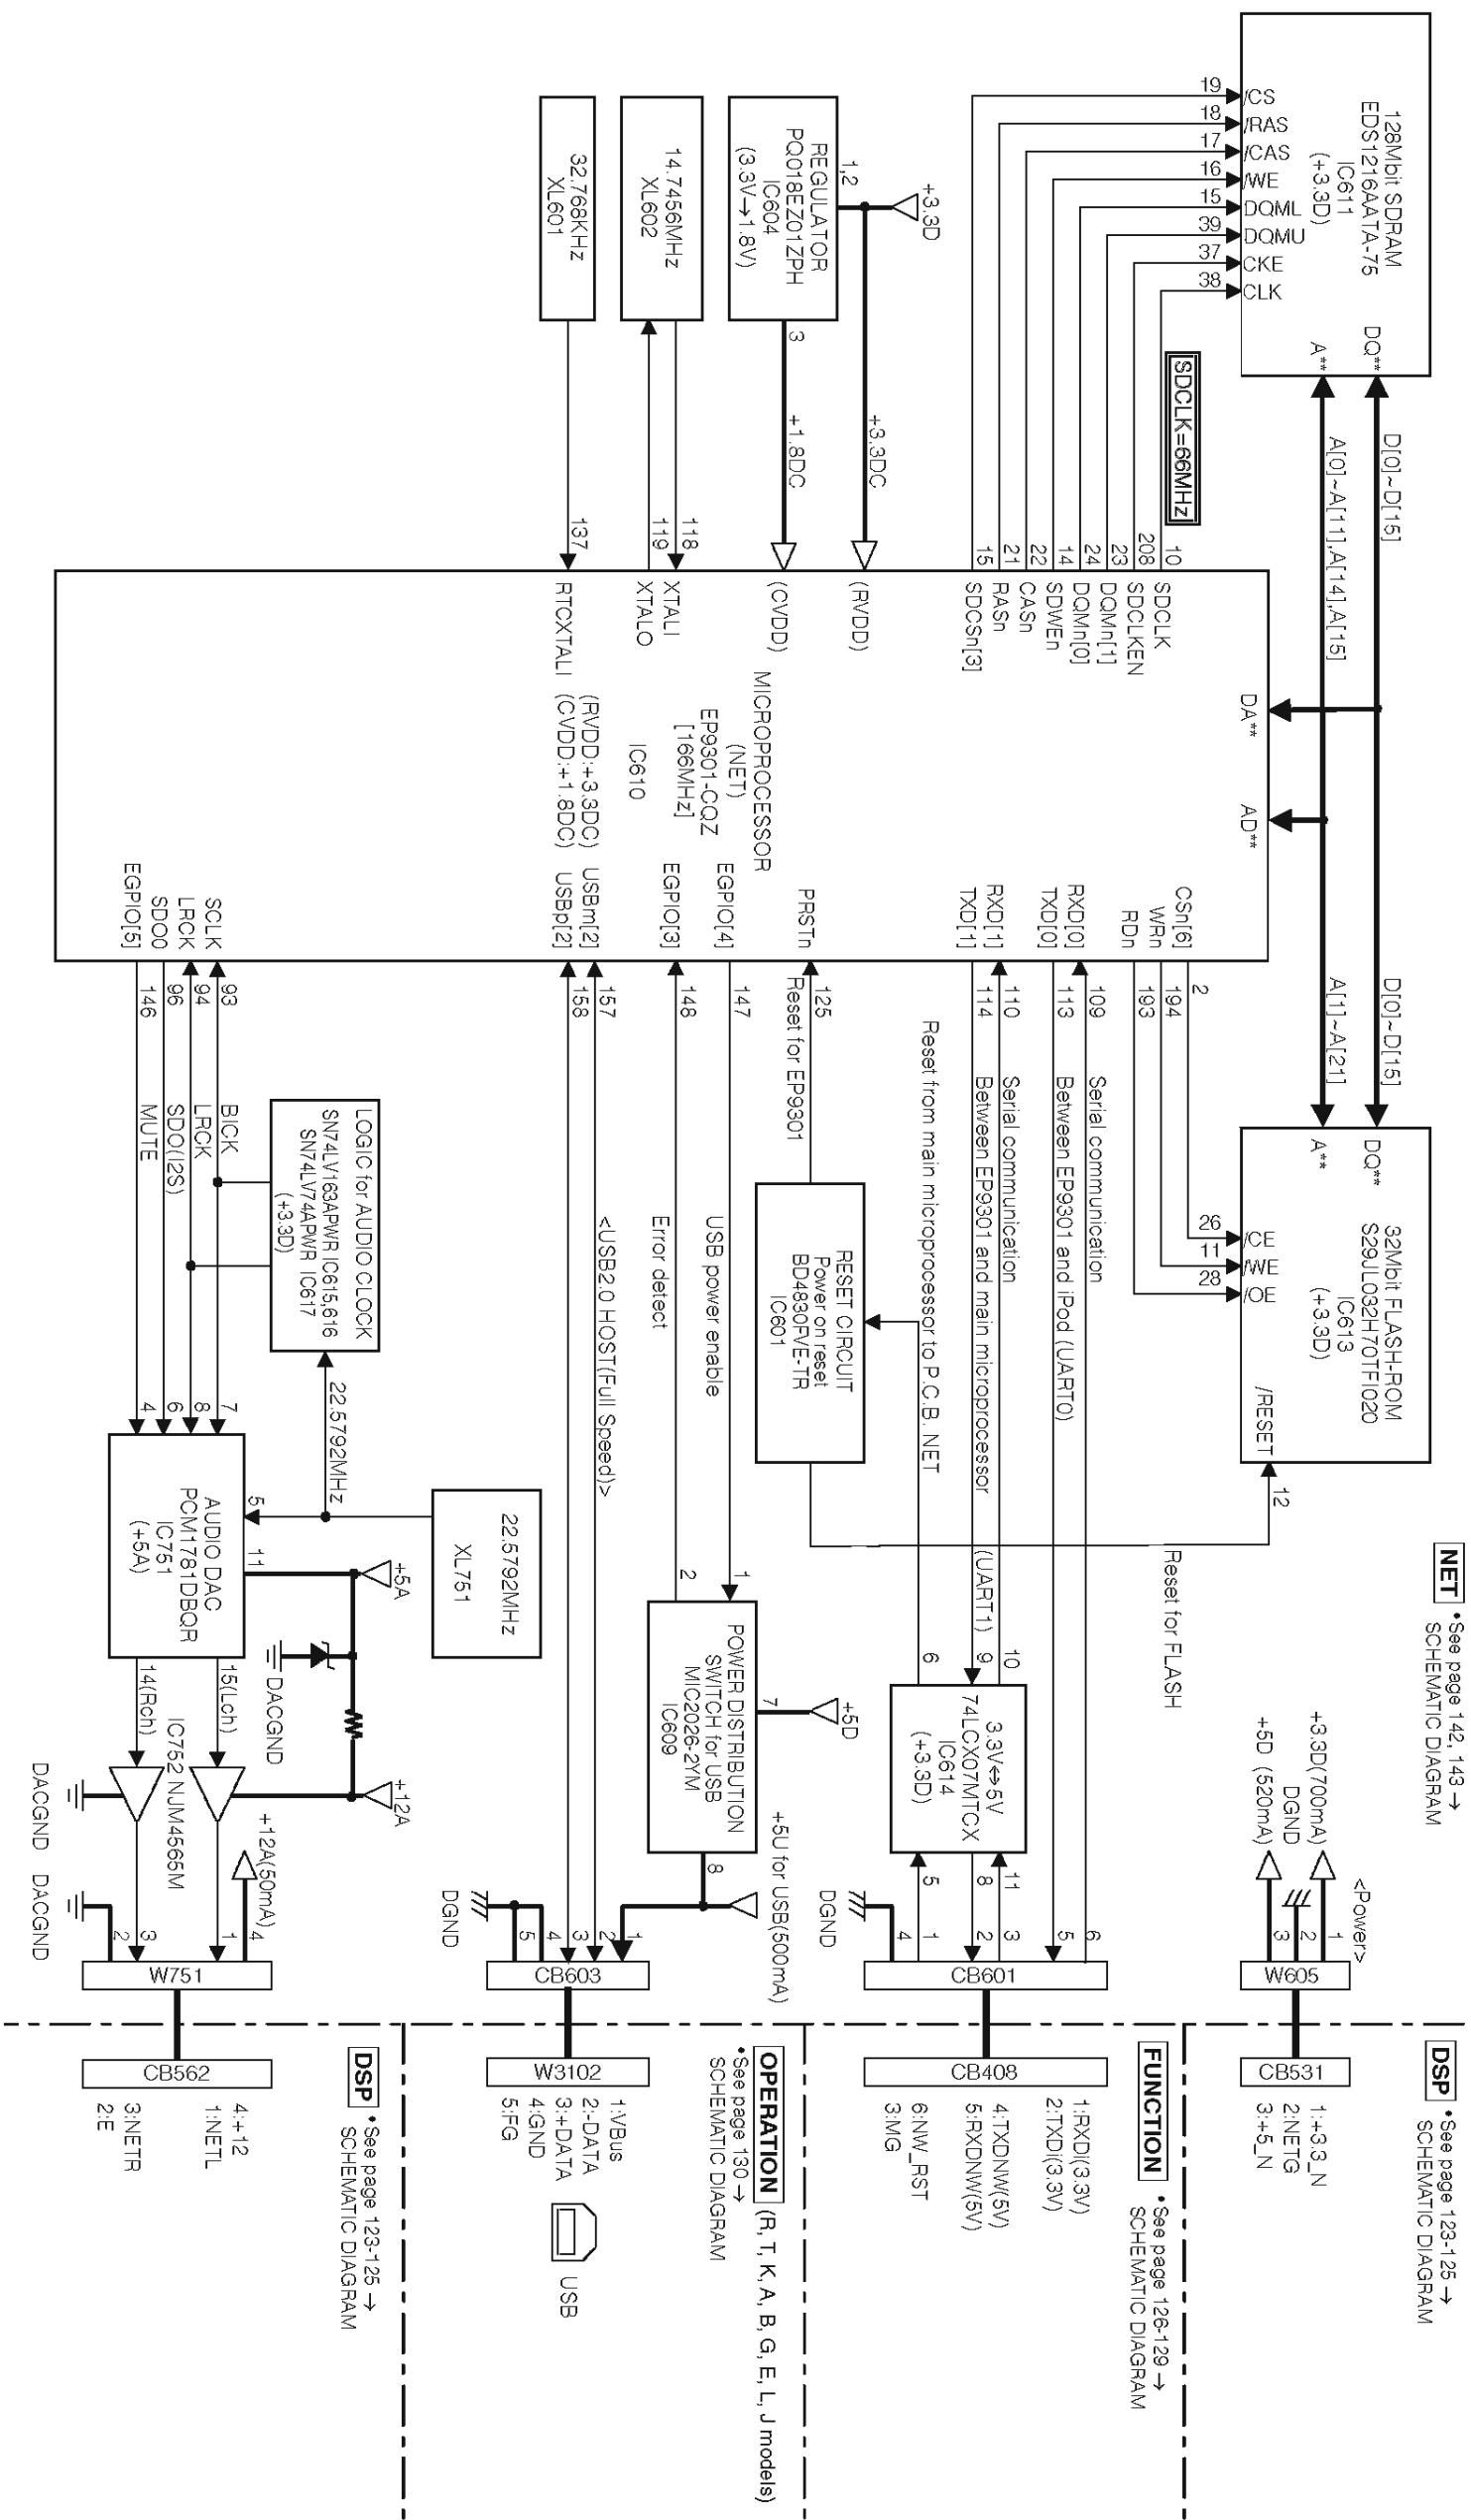 128Mbit SDRAM
EDS1216AATA-75
IC611
(+3.3D)
DQ**
A**
/CS
/RAS
/CAS
/WE
DQML
DQMU
CKE
CLK
19
18
17
16
15
39
37
38
D[0]~D[15]
A[0]~A[11],A[14],A[15]
SDCLK=66MHz
D[0]~D[15]
A[1]~A[21]
32Mbit FLASH-ROM
S29JL032H70TFI020
IC613
(+3.3D)
DQ**
A**
/CE
/WE
/OE
26
11
28
/RESET
12
NET
•See page 142, 143 →
SCHEMATIC DIAGRAM
<Power>
+3.3D(700mA)
DGND
+5D (520mA)
1
2
3
W605
CB531
1:+3.3_N
2:NETG
3:+5_N
DSP
•See page 123-125 →
SCHEMATIC DIAGRAM
+3.3D
1,2
REGULATOR
PQ018EZ01ZPH
IC604
(3.3V→1.8V)
3
+3.3DC
+1.8DC
14.7456MHz
XL602
118
119
32.768KHz
XL601
137
10
208
23
24
14
22
21
15
SDCLK
SDCLKEN
DQMn[1]
DQMn[0]
SDWEn
CASn
RASn
SDCSn[3]
(RVDD)
(CVDD)
XTALI
XTALO
RTCXTALI
DA**
AD**
MICROPROCESSOR
(NET)
EP9301-CQZ
[166MHz]
IC610
(RVDD:+3.3DC)
(CVDD:+1.8DC)
CSn[6]
WRn
RDn
RXD[0]
TXD[0]
RXD[1]
TXD[1]
PRSTn
EGPIO[4]
EGPIO[3]
USBm[2]
USBp[2]
SCLK
LRCK
SDO0
EGPIO[5]
2
194
193
109
113
110
114
125
147
148
157
158
93
94
96
146
Serial communication
Between EP9301 and iPod (UART0)
Serial communication
Between EP9301 and main microprocessor
(UART1)
Reset from main microprocessor to P.C.B. NET
Reset for EP9301
Reset for FLASH
RESET CIRCUIT
Power on reset
BD4830FVE-TR
IC601
10
9
6
3.3V⇔5V
74LCX07MTCX
IC614
(+3.3D)
11
8
5
6
5
3
2
1
4
DGND
CB601
CB408
1:RXDi(3.3V)
2:TXDi(3.3V)
4:TXDNW(5V)
5:RXDNW(5V)
6:NW_RST
3:MG
FUNCTION
•See page 126-129 →
SCHEMATIC DIAGRAM
USB power enable
Error detect
<USB2.0 HOST(Full Speed)>
1
2
POWER DISTRIBUTION
SWITCH for USB
MIC2026-2YM
IC609
7
+5D
8
+5U for USB(500mA)
1
2
3
4
5
DGND
CB603
W3102
1:VBus
2:-DATA
3:+DATA
4:GND
5:FG
USB
OPERATION
(R, T, K, A, B, G, E, L, J models)
•See page 130 →
SCHEMATIC DIAGRAM
BICK
LRCK
SDO(I2S)
MUTE
LOGIC for AUDIO CLOCK
SN74LV163APWR IC615,616
SN74LV74APWR IC617
(+3.3D)
22.5792MHz
22.5792MHz
XL751
7
8
6
4
5
11
AUDIO DAC
PCM1781DBQR
IC751
(+5A)
+5A
DACGND
+12A
15(Lch)
14(Rch)
IC752 NJM4565M
DACGND
+12A(50mA)
DACGND
4
1
3
2
W751
CB562
4:+12
1:NETL
3:NETR
2:E
DSP
•See page 123-125 →
SCHEMATIC DIAGRAM